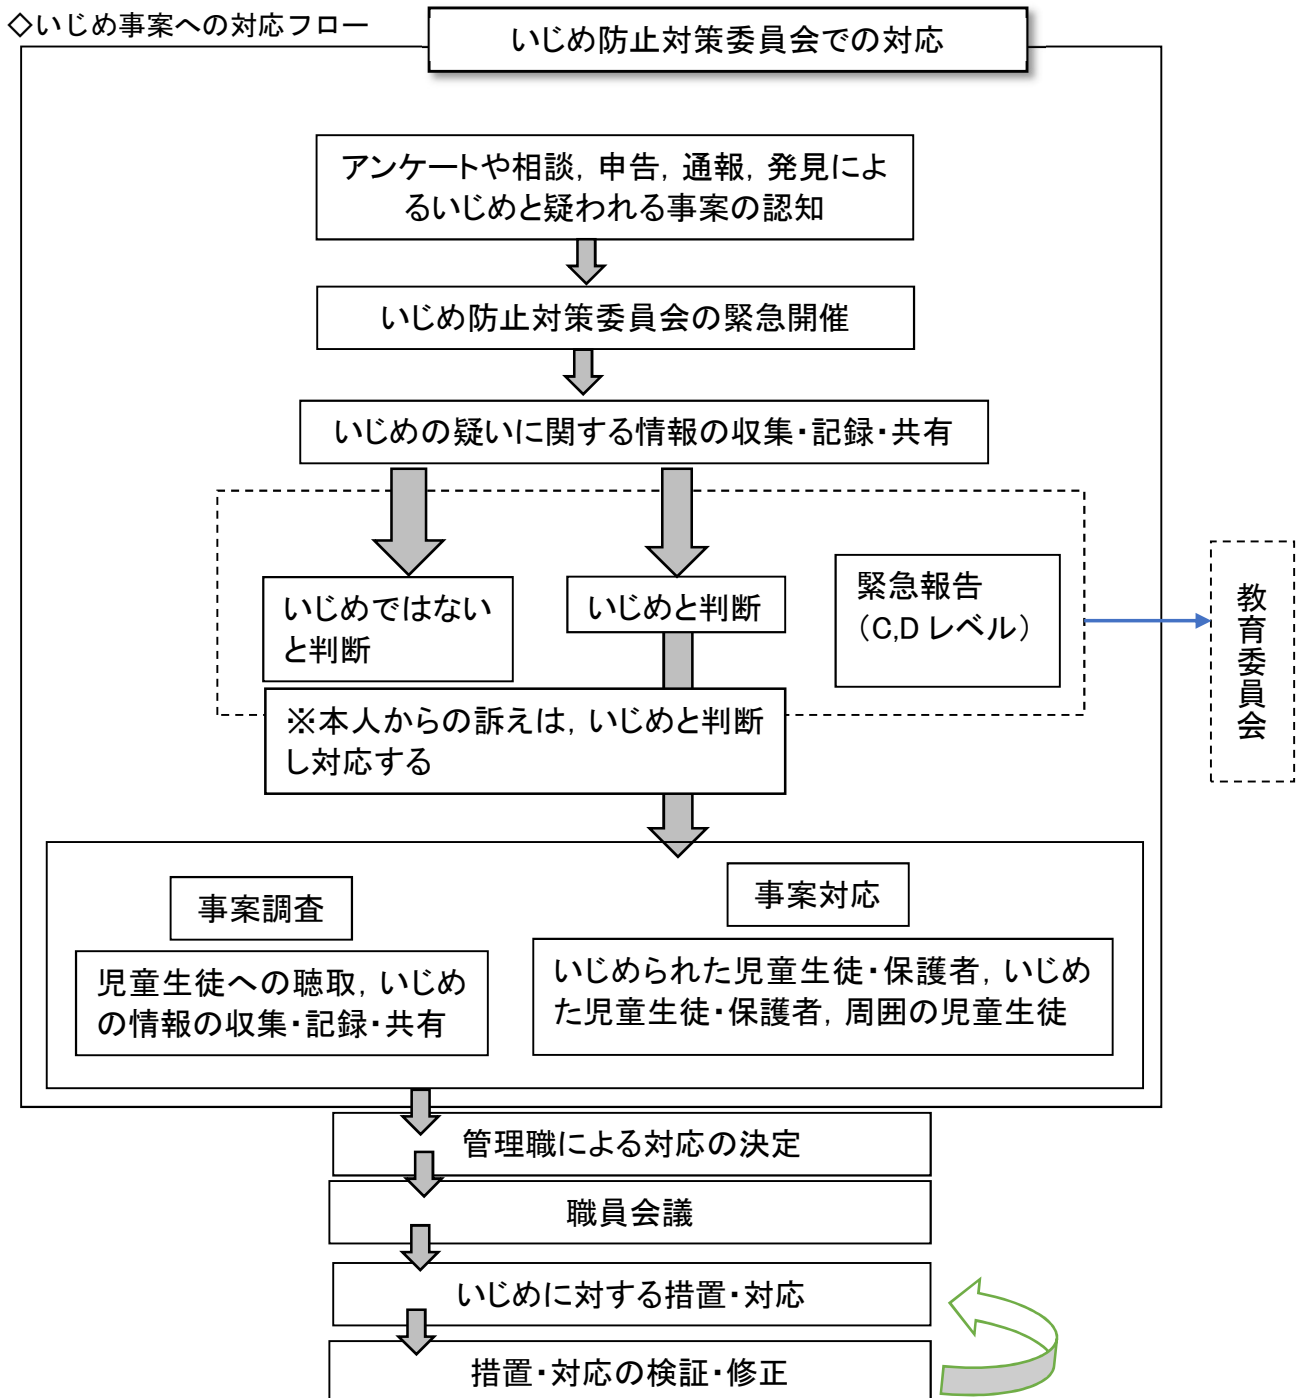 ◇いじめ事案への対応フロー
いじめ防止対策委員会での対応
アンケートや相談，申告，通報，発見によ
るいじめと疑われる事案の認知
いじめ防止対策委員会の緊急開催
いじめの疑いに関する情報の収集・記録・共有
いじめではない
と判断
いじめと判断
緊急報告
（C,Dレベル）
教育委員会
※本人からの訴えは，いじめと判断
し対応する
事案調査
児童生徒への聴取，いじめ
の情報の収集・記録・共有
事案対応
いじめられた児童生徒・保護者，いじめ
た児童生徒・保護者，周囲の児童生徒
管理職による対応の決定
職員会議
いじめに対する措置・対応
措置・対応の検証・修正